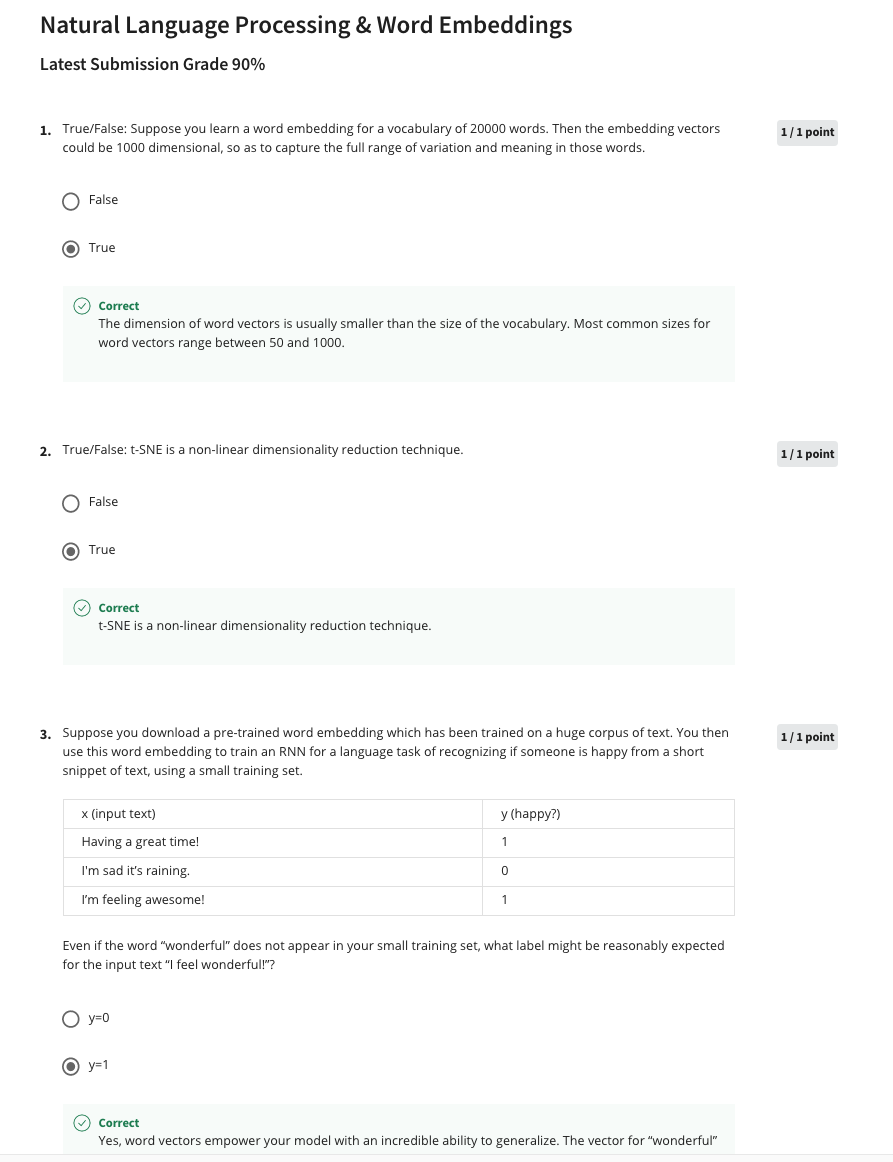 Natural Language Processing & Word Embeddings
Latest Submission Grade 90%
1. True/False: Suppose you learn a word embedding for a vocabulary of 20000 words. Then the embedding vectors
1 / 1 point
could be 1000 dimensional, so as to capture the full range of variation and meaning in those words.
False
True
Correct
The dimension of word vectors is usually smaller than the size of the vocabulary. Most common sizes for
word vectors range between 50 and 1000.
2. True/False: t-SNE is a non-linear dimensionality reduction technique.
1 / 1 point
False
True
Correct
t-SNE is a non-linear dimensionality reduction technique.
3. Suppose you download a pre-trained word embedding which has been trained on a huge corpus of text. You then
1 / 1 point
use this word embedding to train an RNN for a language task of recognizing if someone is happy from a short
snippet of text, using a small training set.
x (input text) y (happy?)
Having a great time! 1
I'm sad it's raining. 0
I'm feeling awesome! 1
Even if the word “wonderful” does not appear in your small training set, what label might be reasonably expected
for the input text “I feel wonderful!”?
y=0
y=1
Correct
Yes, word vectors empower your model with an incredible ability to generalize. The vector for “wonderful”